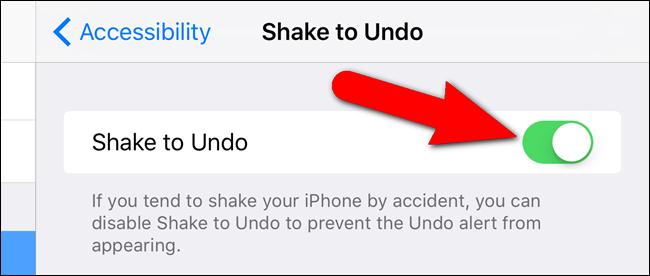 Accessibility Shake to Undo
Shake to Undo
If you tend to shake your iPhone by accident, you can
disable Shake to Undo to prevent the Undo alert from
appearing.